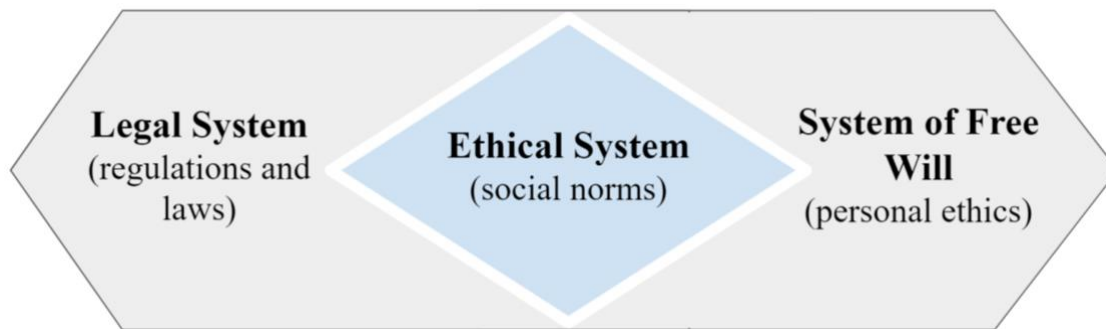 Legal System
(regulations and
laws)
Ethical System
(social norms)
System of Free
Will
(personal ethics)